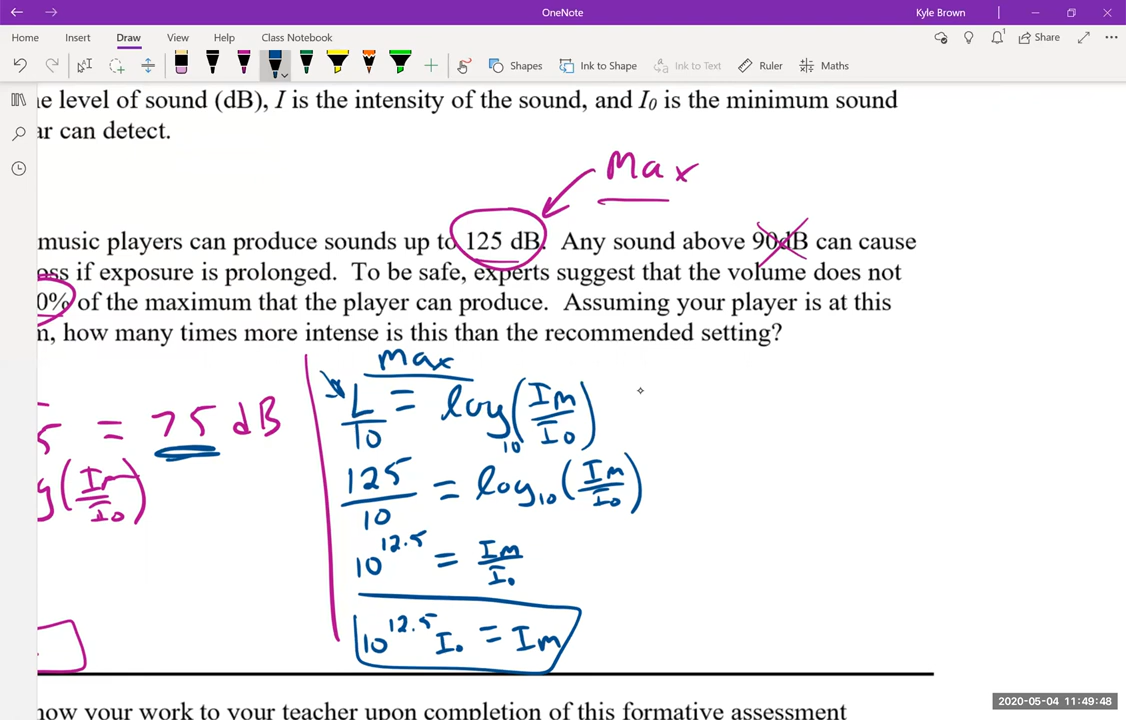 OneNote
Kyle Brown
Home Insert Draw View Help Class Notebook
Share
Shapes Ink to Shape Ink to Text Ruler Maths
e level of sound (dB), I is the intensity of the sound, and I0 is the minimum sound
ar can detect.
Max
music players can produce sounds up to 125 dB. Any sound above 90dB can cause
ess if exposure is prolonged. To be safe, experts suggest that the volume does not
0% of the maximum that the player can produce. Assuming your player is at this
m, how many times more intense is this than the recommended setting?
max
5 = 75 dB
g(Im/I0)
L/10 = log10(Im/I0)
125/10 = log10(Im/I0)
10^12.5 = Im/I0
10^12.5 I0 = Im
how your work to your teacher upon completion of this formative assessment
2020-05-04 11:49:48